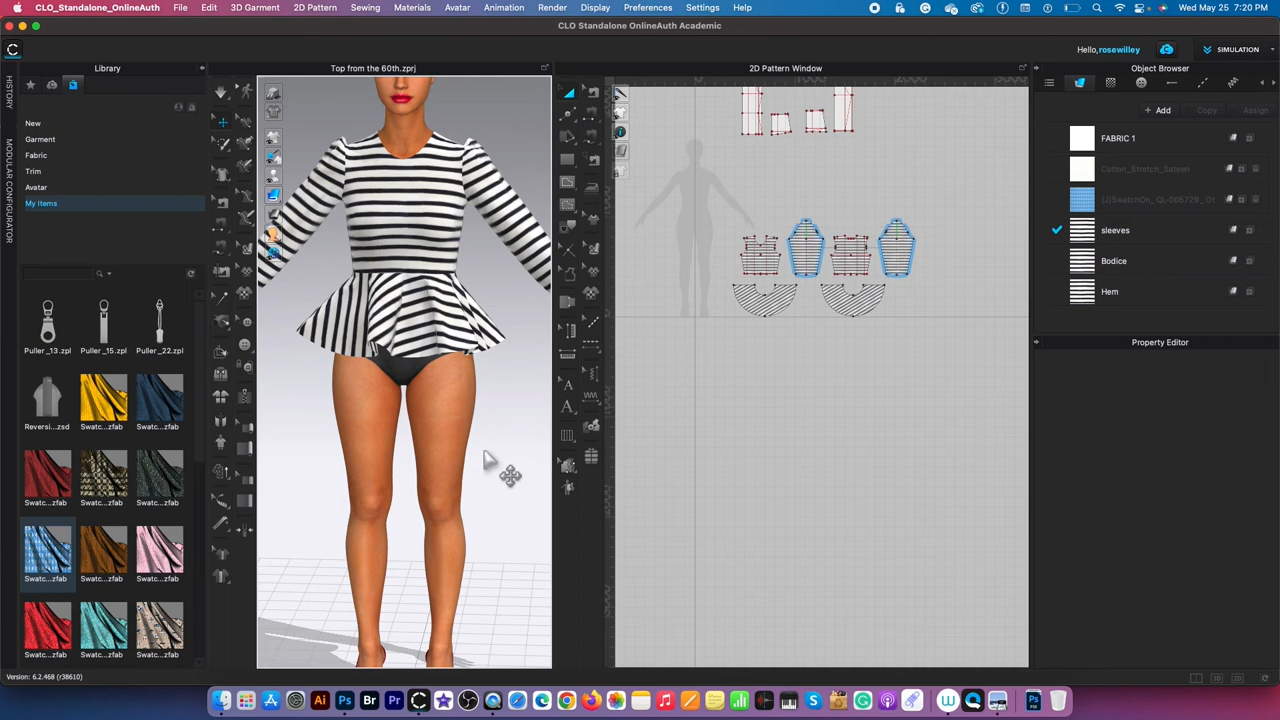 CLO_Standalone_OnlineAuth File Edit 3D Garment 2D Pattern Sewing Materials Avatar Animation Render Display Preferences Settings Help Wed May 25 7:20 PM
CLO Standalone OnlineAuth Academic
Hello,rosewilley SIMULATION
Library
Top from the 60th.zprj
2D Pattern Window
Object Browser
HISTORY
MODULAR CONFIGURATOR
+ Add Copy Assign
New
Garment
Fabric
Trim
Avatar
My Items
FABRIC 1
Cotton_Stretch_Sateen
sleeves
Bodice
Hem
Property Editor
Puller_13.zpl Puller_15.zpl Puller_22.zpl
Reversi...zsd Swatc...zfab Swatc...zfab
Swatc...zfab Swatc...zfab Swatc...zfab
Swatc...zfab Swatc...zfab Swatc...zfab
Swatc...zfab Swatc...zfab Swatc...zfab
Version: 6.2.468 (r38610)